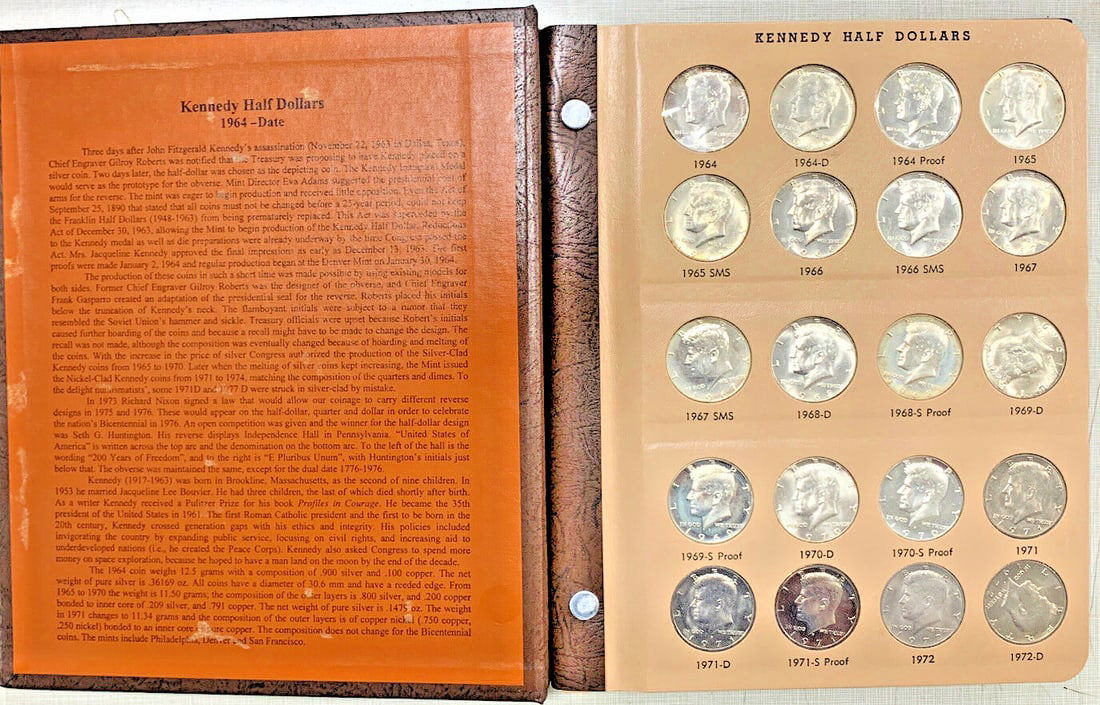 Kennedy Half Dollars
1964 –Date
Three days after John Fitzgerald Kennedy's assassination (November 22, 1963 in Dallas, Texas),
Chief Engraver Gilroy Roberts was notified that the Treasury was proposing to have Kennedy placed on a
silver coin. Two days later, the half-dollar was chosen as the depicting coin. The Kennedy Inaugural Medal
would serve as the prototype for the obverse. Mint Director Eva Adams suggested the presidential coat of
arms for the reverse. The mint was eager to begin production and received little opposition. Even the Act of
September 25, 1890 that stated that all coins must not be changed before a 25-year period, could not keep
the Franklin Half Dollars (1948-1963) from being prematurely replaced. This Act was superseded by the
Act of December 30, 1963, allowing the Mint to begin production of the Kennedy Half Dollar. Reductions
to the Kennedy medal as well as die preparations were already underway by the time Congress passed the
Act. Mrs. Jacqueline Kennedy approved the final impressions as early as December 13, 1963. The first
proofs were made January 2, 1964 and regular production began at the Denver Mint on January 30, 1964.
The production of these coins in such a short time was made possible by using existing models for
both sides. Former Chief Engraver Gilroy Roberts was the designer of the obverse, and Chief Engraver
Frank Gasparro created an adaptation of the presidential seal for the reverse. Roberts placed his initials
below the truncation of Kennedy's neck. The flamboyant initials were subject to a rumor that they
resembled the Soviet Union's hammer and sickle. Treasury officials were upset because Robert's initials
caused further hoarding of the coins and because a recall might have to be made to change the design. The
recall was not made, although the composition was eventually changed because of hoarding and melting of
the coins. With the increase in the price of silver Congress authorized the production of the Silver-Clad
Kennedy coins from 1965 to 1970. Later when the melting of silver coins kept increasing, the Mint issued
the Nickel-Clad Kennedy coins from 1971 to 1974, matching the composition of the quarters and dimes. To
the delight numismatists', some 1971D and 1977 D were struck in silver-clad by mistake.
In 1973 Richard Nixon signed a law that would allow our coinage to carry different reverse
designs in 1975 and 1976. These would appear on the half-dollar, quarter and dollar in order to celebrate
the nation's Bicentennial in 1976. An open competition was given and the winner for the half-dollar design
was Seth G. Huntington. His reverse displays Independence Hall in Pennsylvania. "United States of
America" is written across the top arc and the denomination on the bottom arc. To the left of the hall is the
wording "200 Years of Freedom", and to the right is "E Pluribus Unum", with Huntington's initials just
below that. The obverse was maintained the same, except for the dual date 1776-1976.
Kennedy (1917-1963) was born in Brookline, Massachusetts, as the second of nine children. In
1953 he married Jacqueline Lee Bouvier. He had three children, the last of which died shortly after birth.
As a writer Kennedy received a Pulitzer Prize for his book Profiles in Courage. He became the 35th
president of the United States in 1961. The first Roman Catholic president and the first to be born in the
20th century, Kennedy crossed generation gaps with his ethics and integrity. His policies included
invigorating the country by expanding public service, focusing on civil rights, and increasing aid to
underdeveloped nations (i.e., he created the Peace Corps). Kennedy also asked Congress to spend more
money on space exploration, because he hoped to have a man land on the moon by the end of the decade.
The 1964 coin weighs 12.5 grams with a composition of .900 silver and .100 copper. The net
weight of pure silver is .36169 oz. All coins have a diameter of 30.6 mm and have a reeded edge. From
1965 to 1970 the weight is 11.50 grams; the composition of the outer layers is .800 silver, and .200 copper
bonded to inner core of .209 silver, and .791 copper. The net weight of pure silver is .1479 oz. The weight
in 1971 changes to 11.34 grams and the composition of the outer layers is of copper nickel (.750 copper,
.250 nickel) bonded to an inner core of pure copper. The composition does not change for the Bicentennial
coins. The mints include Philadelphia, Denver and San Francisco.
KENNEDY HALF DOLLARS
1964
1964-D
1964 Proof
1965
1965 SMS
1966
1966 SMS
1967
1967 SMS
1968-D
1968-S Proof
1969-D
1969-S Proof
1970-D
1970-S Proof
1971
1971-D
1971-S Proof
1972
1972-D